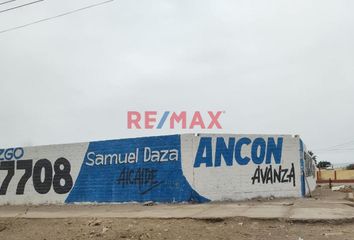 RE/MAX
ZGO
7708
Samuel Daza
ALCALDE
ANCON
AVANZA